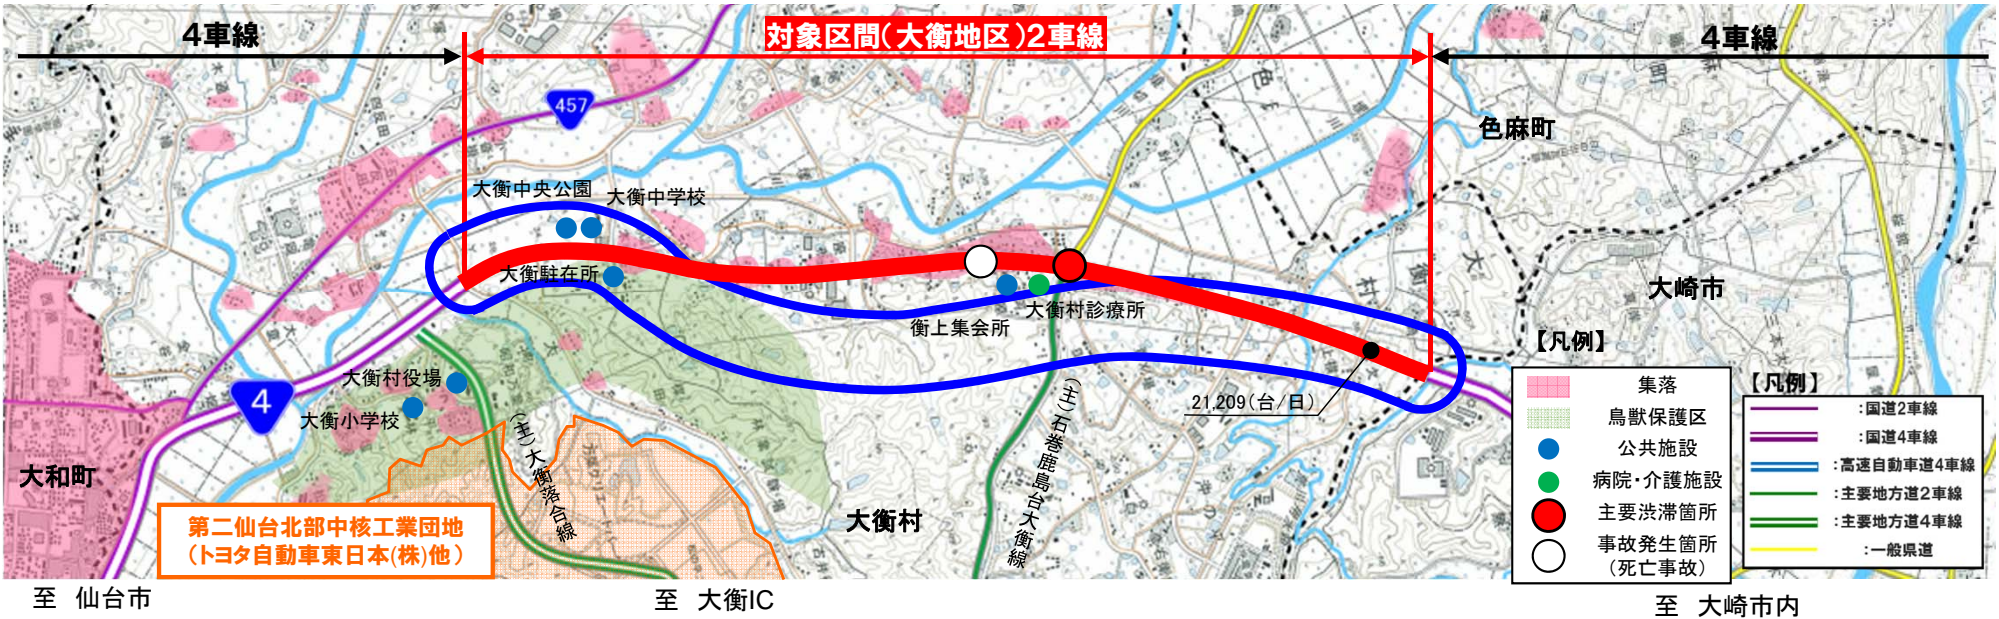 4車線
対象区間(大衡地区)2車線
4車線
457
色麻町
大衡中央公園
大衡中学校
大衡駐在所
大崎市
衡上集会所
大衡村診療所
大衡村役場
4
大衡小学校
21,209(台/日)
(主)大衡落合線
(主)石巻鹿島台大衡線
大和町
大衡村
第二仙台北部中核工業団地
(トヨタ自動車東日本(株)他)
【凡例】
集落
鳥獣保護区
公共施設
病院・介護施設
主要渋滞箇所
事故発生箇所
(死亡事故)
【凡例】
:国道2車線
:国道4車線
:高速自動車道4車線
:主要地方道2車線
:主要地方道4車線
:一般県道
至 仙台市
至 大衡IC
至 大崎市内